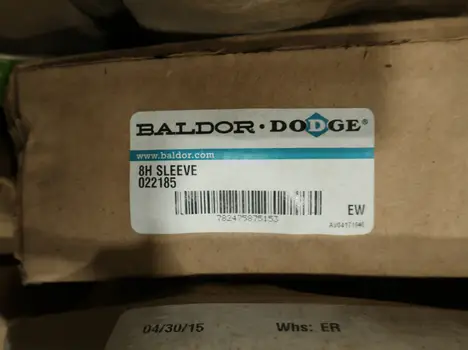 BALDOR · DODGE®
www.baldor.com
8H SLEEVE
022185
782475875153
EW
04/30/15 Whs: ER